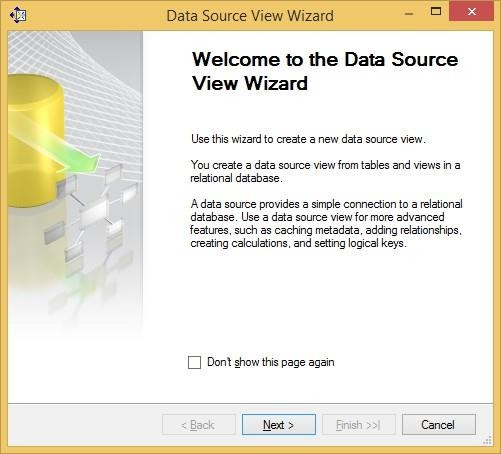 Data Source View Wizard
Welcome to the Data Source
View Wizard
Use this wizard to create a new data source view.
You create a data source view from tables and views in a
relational database.
A data source provides a simple connection to a relational
database. Use a data source view for more advanced
features, such as caching metadata, adding relationships,
creating calculations, and setting logical keys.
Don't show this page again
< Back
Next >
Finish >>|
Cancel